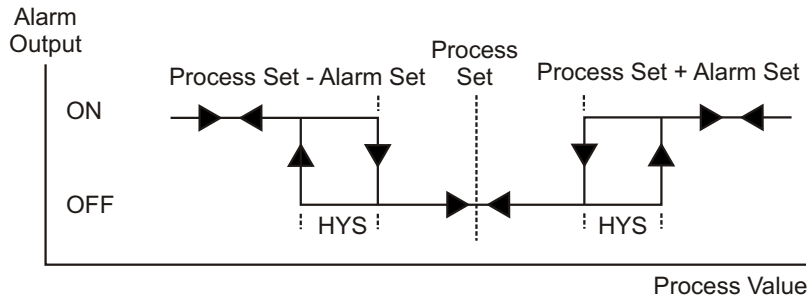 Alarm
Output
Process
Set
Process Set - Alarm Set
Process Set + Alarm Set
ON
OFF
HYS
HYS
Process Value